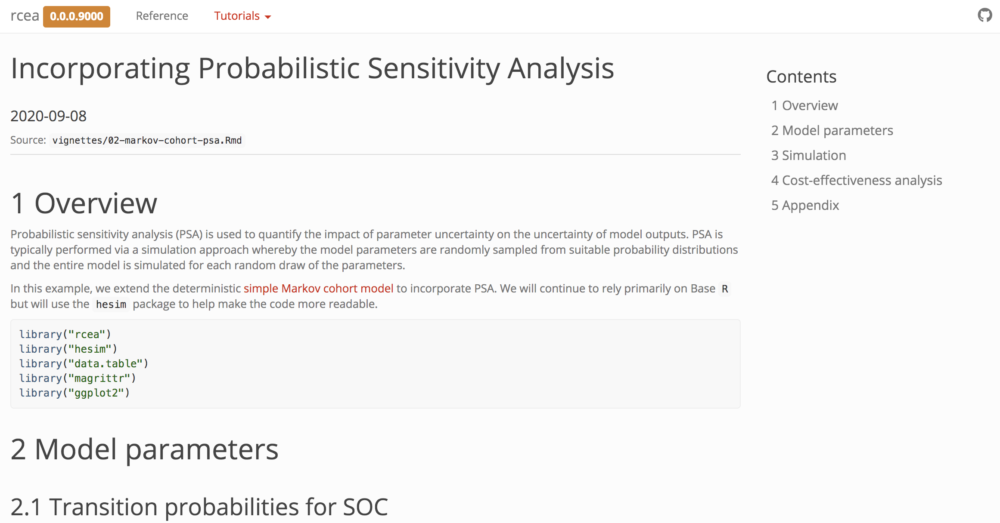 rcea 0.0.0.9000 Reference Tutorials
Incorporating Probabilistic Sensitivity Analysis
2020-09-08
Source: vignettes/02-markov-cohort-psa.Rmd
1 Overview
Probabilistic sensitivity analysis (PSA) is used to quantify the impact of parameter uncertainty on the uncertainty of model outputs. PSA is
typically performed via a simulation approach whereby the model parameters are randomly sampled from suitable probability distributions
and the entire model is simulated for each random draw of the parameters.
In this example, we extend the deterministic simple Markov cohort model to incorporate PSA. We will continue to rely primarily on Base R
but will use the hesim package to help make the code more readable.
library("rcea")
library("hesim")
library("data.table")
library("magrittr")
library("ggplot2")
2 Model parameters
2.1 Transition probabilities for SOC
Contents
1 Overview
2 Model parameters
3 Simulation
4 Cost-effectiveness analysis
5 Appendix